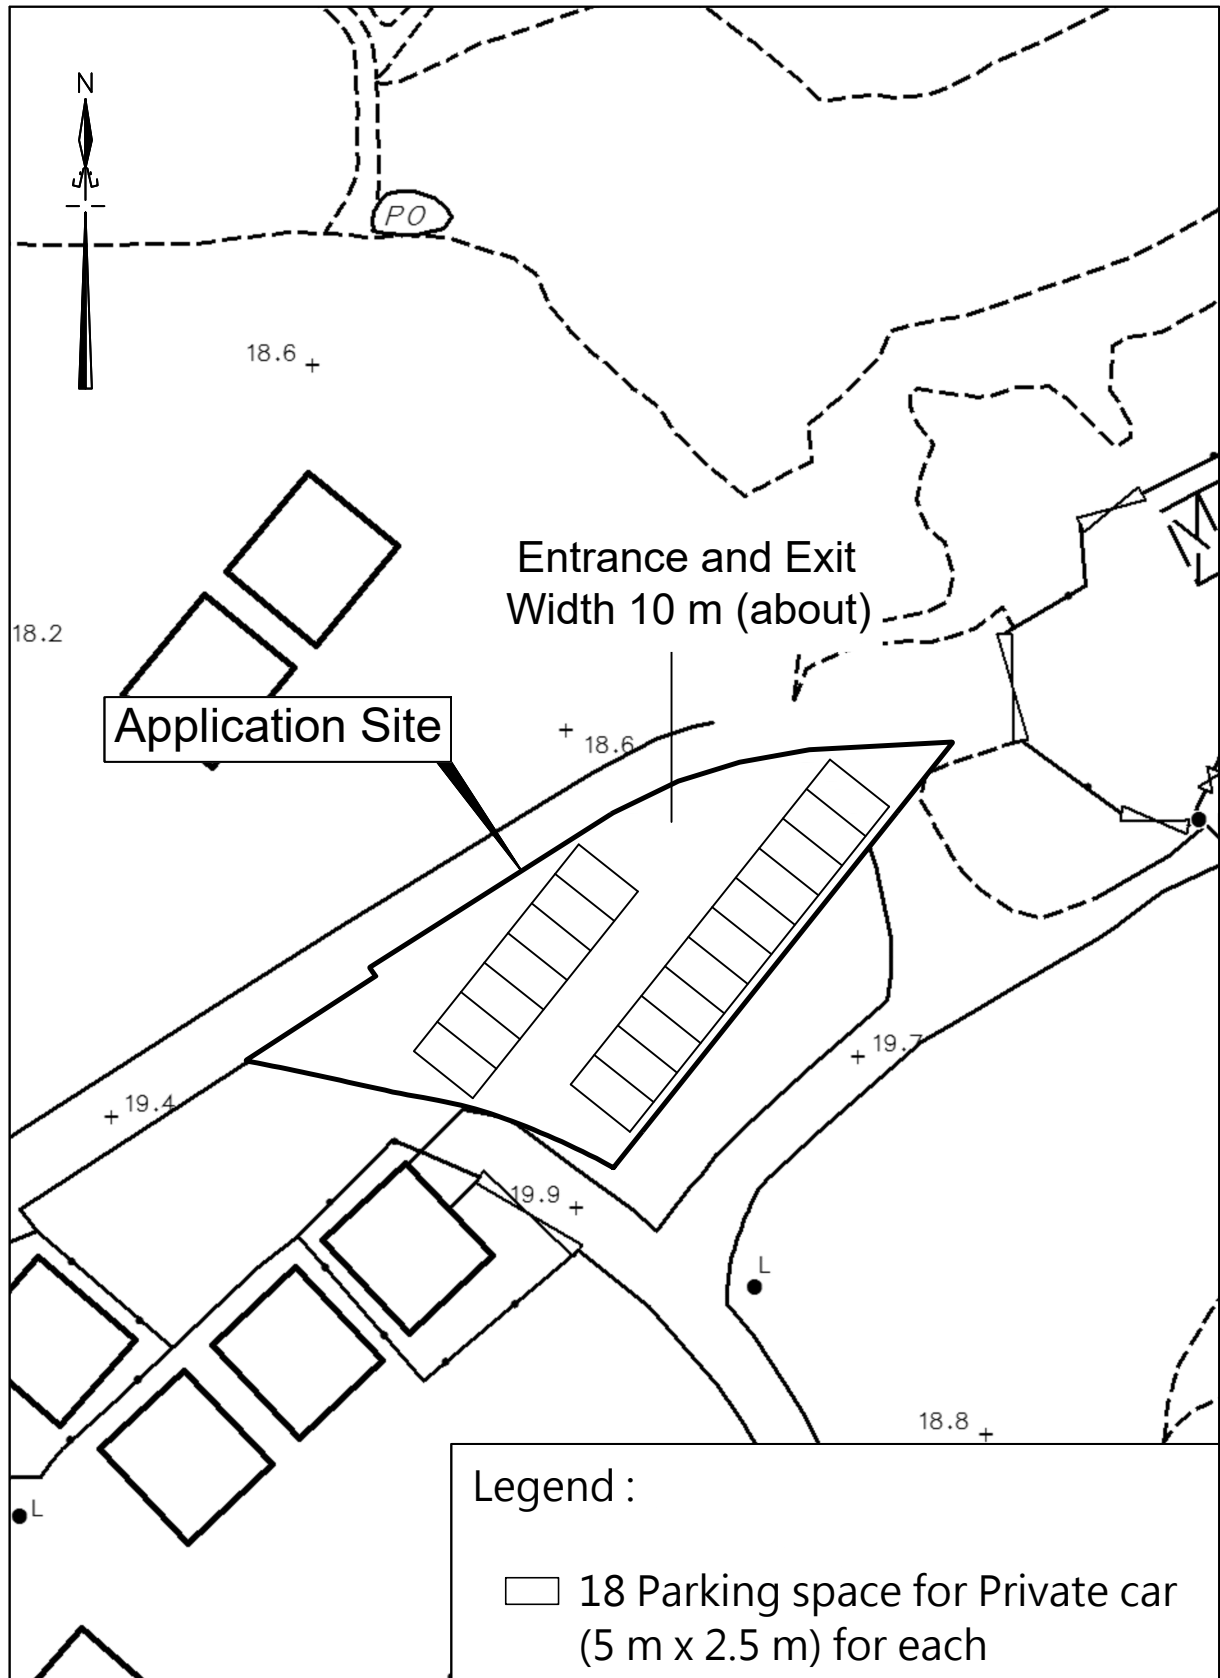 N
PO
18.6
Entrance and Exit
Width 10 m (about)
18.2
Application Site
18.6
19.7
19.4
19.9
L
18.8
Legend :
L
18 Parking space for Private car
(5 m x 2.5 m) for each